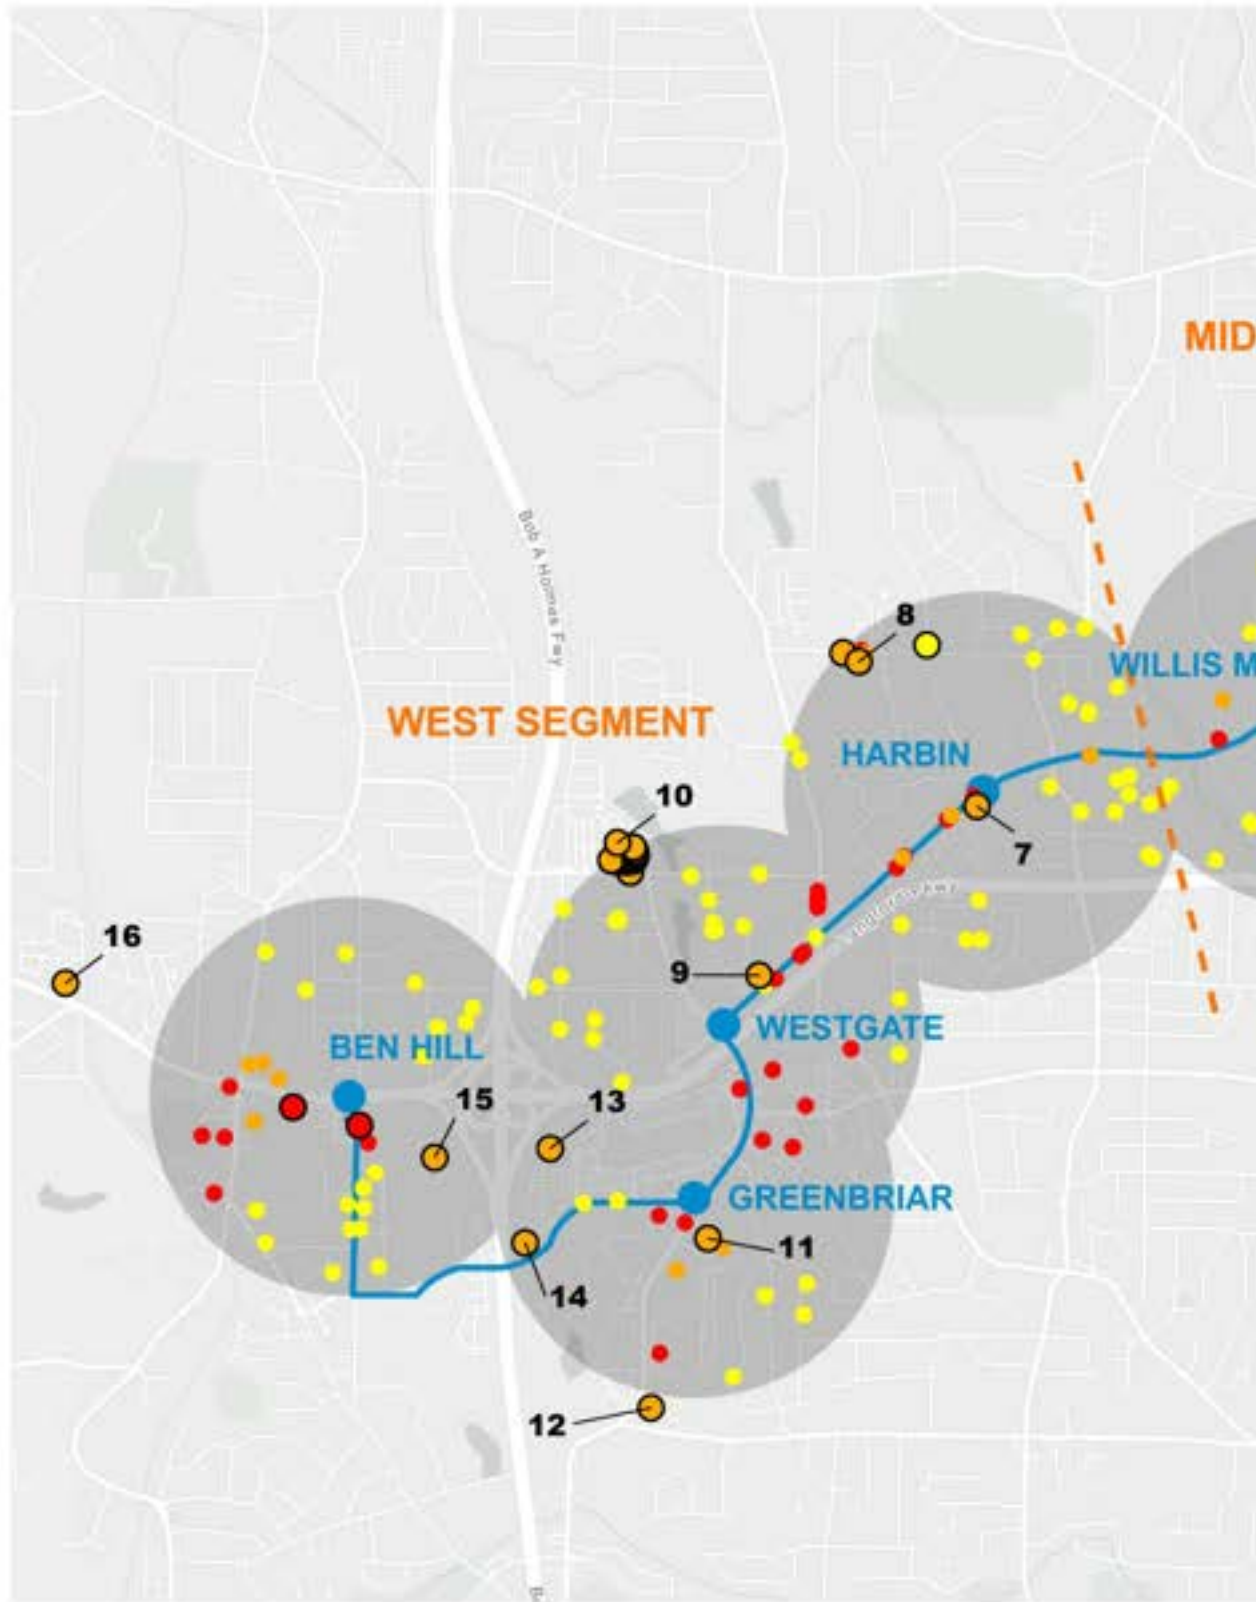 MID
Bob A Holmes Fwy
8
WILLIS M
WEST SEGMENT
HARBIN
10
7
16
9
WESTGATE
BEN HILL
15
13
GREENBRIAR
11
14
12